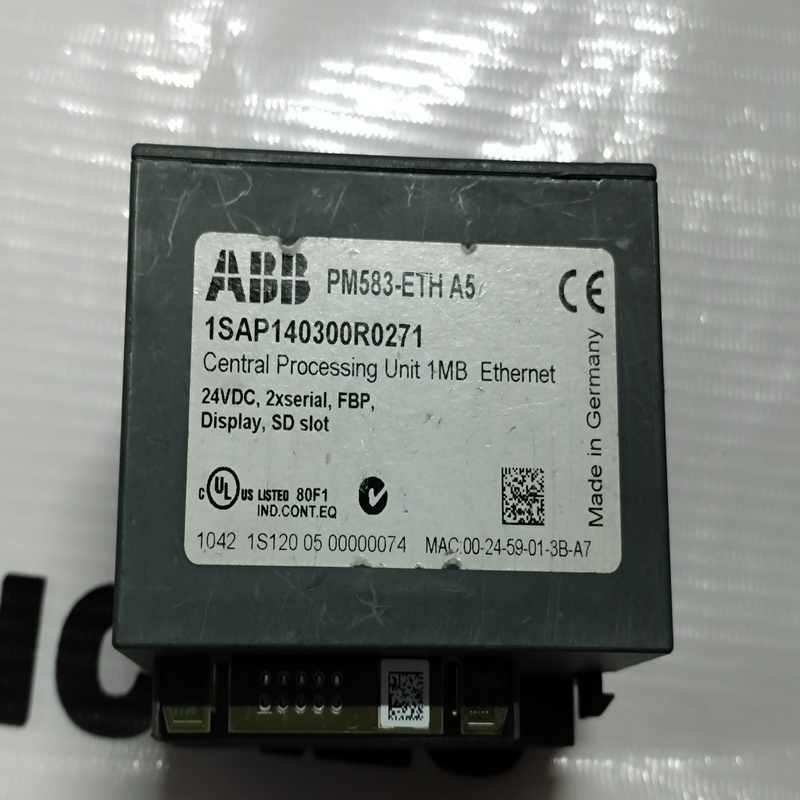 ABB PM583-ETH A5
CE
1SAP140300R0271
Central Processing Unit 1MB Ethernet
24VDC, 2xserial, FBP,
Display, SD slot
Made in Germany
C UL US LISTED 80F1
IND.CONT.EQ
1042 1S120 05 00000074 MAC:00-24-59-01-3B-A7